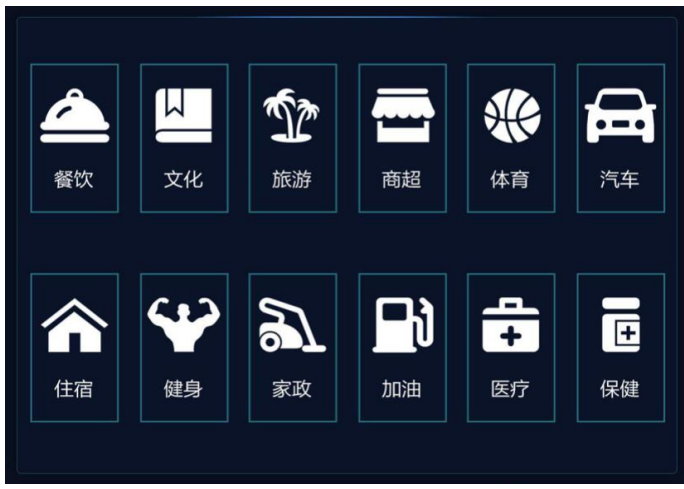 餐饮 文化 旅游 商超 体育 汽车
住宿 健身 家政 加油 医疗 保健